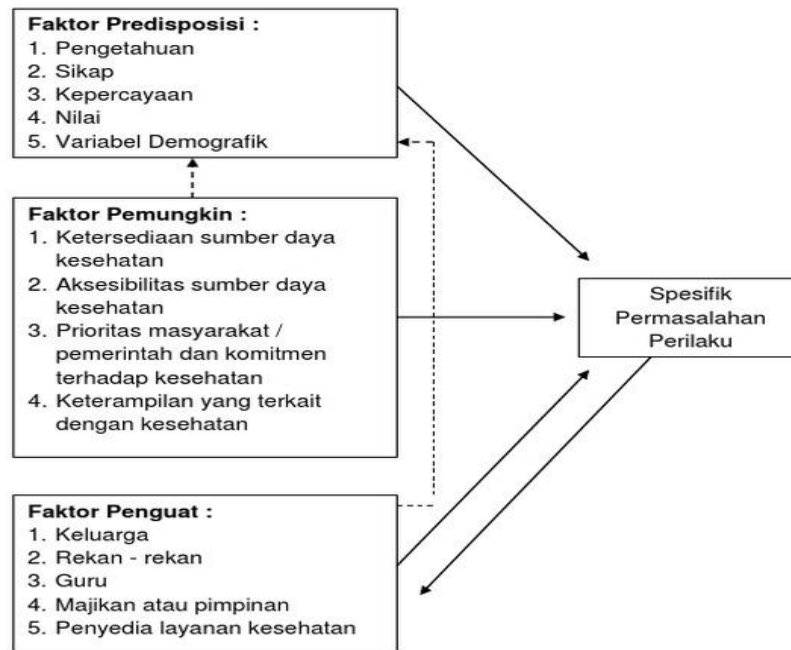 Faktor Predisposisi :
1. Pengetahuan
2. Sikap
3. Kepercayaan
4. Nilai
5. Variabel Demografik
Faktor Pemungkin :
1. Ketersediaan sumber daya
kesehatan
2. Aksesibilitas sumber daya
kesehatan
3. Prioritas masyarakat /
pemerintah dan komitmen
terhadap kesehatan
4. Keterampilan yang terkait
dengan kesehatan
Spesifik
Permasalahan
Perilaku
Faktor Penguat :
1. Keluarga
2. Rekan - rekan
3. Guru
4. Majikan atau pimpinan
5. Penyedia layanan kesehatan